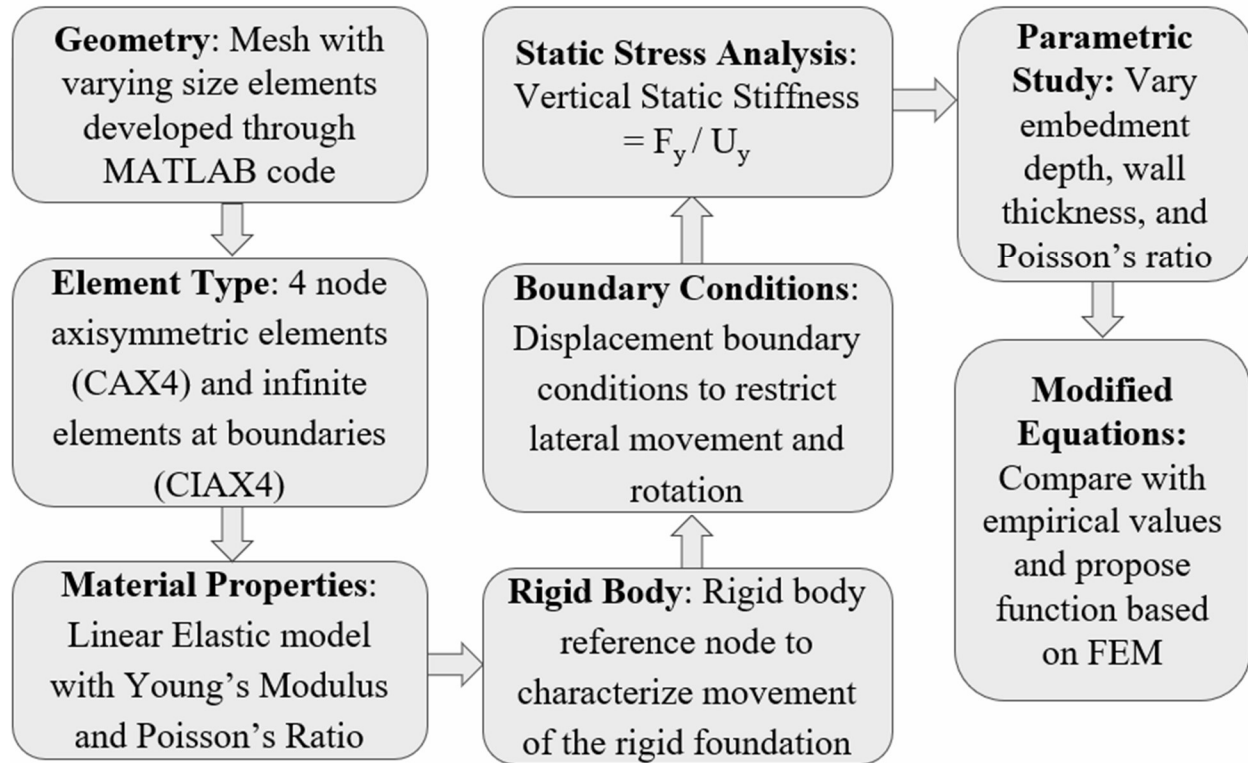 Geometry: Mesh with
varying size elements
developed through
MATLAB code
Element Type: 4 node
axisymmetric elements
(CAX4) and infinite
elements at boundaries
(CIAX4)
Material Properties:
Linear Elastic model
with Young’s Modulus
and Poisson’s Ratio
Rigid Body: Rigid body
reference node to
characterize movement
of the rigid foundation
Boundary Conditions:
Displacement boundary
conditions to restrict
lateral movement and
rotation
Static Stress Analysis:
Vertical Static Stiffness
= Fy / Uy
Parametric
Study: Vary
embedment
depth, wall
thickness, and
Poisson’s ratio
Modified
Equations:
Compare with
empirical values
and propose
function based
on FEM